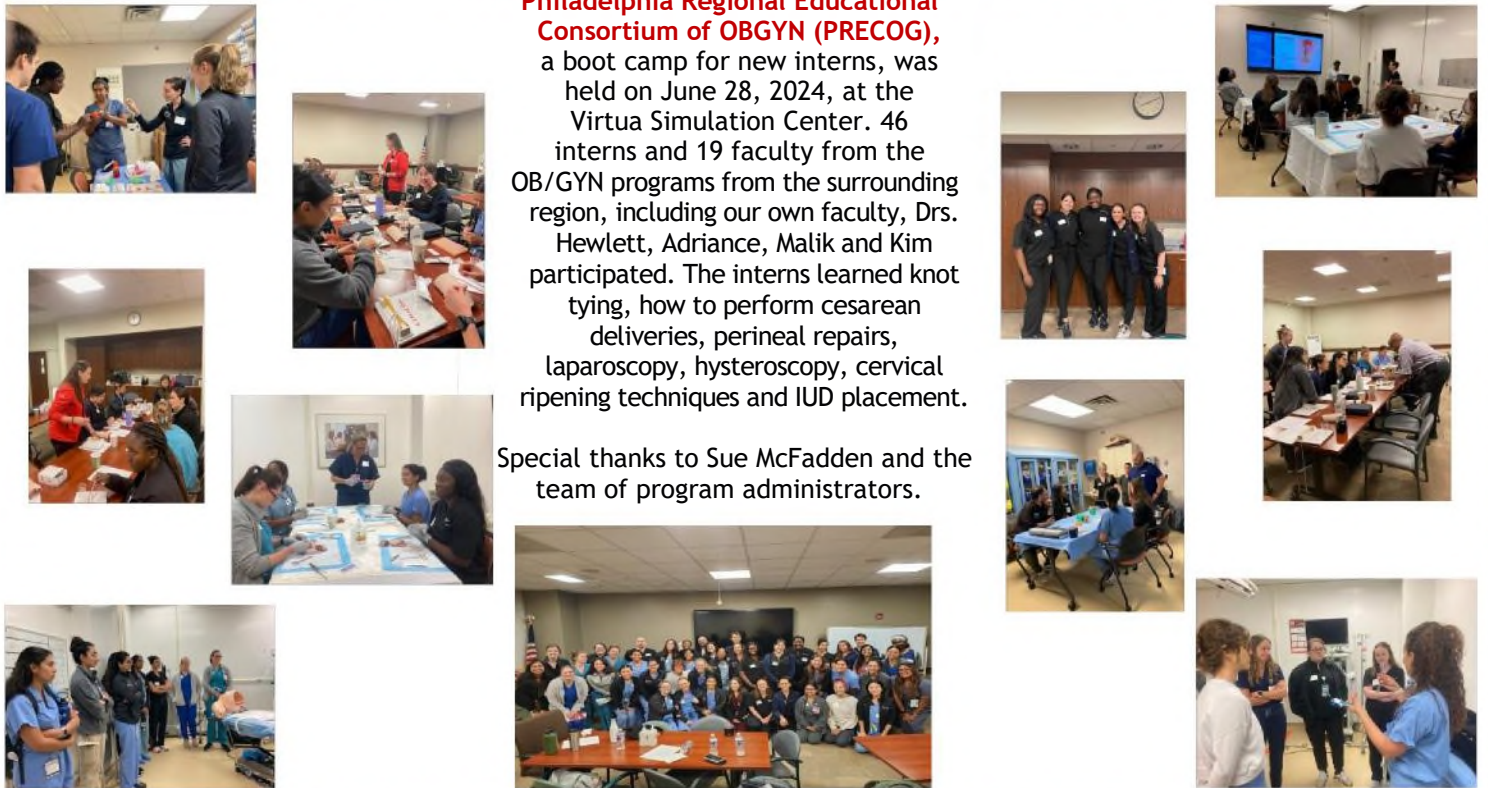 Philadelphia Regional Educational
Consortium of OBGYN (PRECOG),
a boot camp for new interns, was
held on June 28, 2024, at the
Virtua Simulation Center. 46
interns and 19 faculty from the
OB/GYN programs from the surrounding
region, including our own faculty, Drs.
Hewlett, Adriance, Malik and Kim
participated. The interns learned knot
tying, how to perform cesarean
deliveries, perineal repairs,
laparoscopy, hysteroscopy, cervical
ripening techniques and IUD placement.
Special thanks to Sue McFadden and the
team of program administrators.